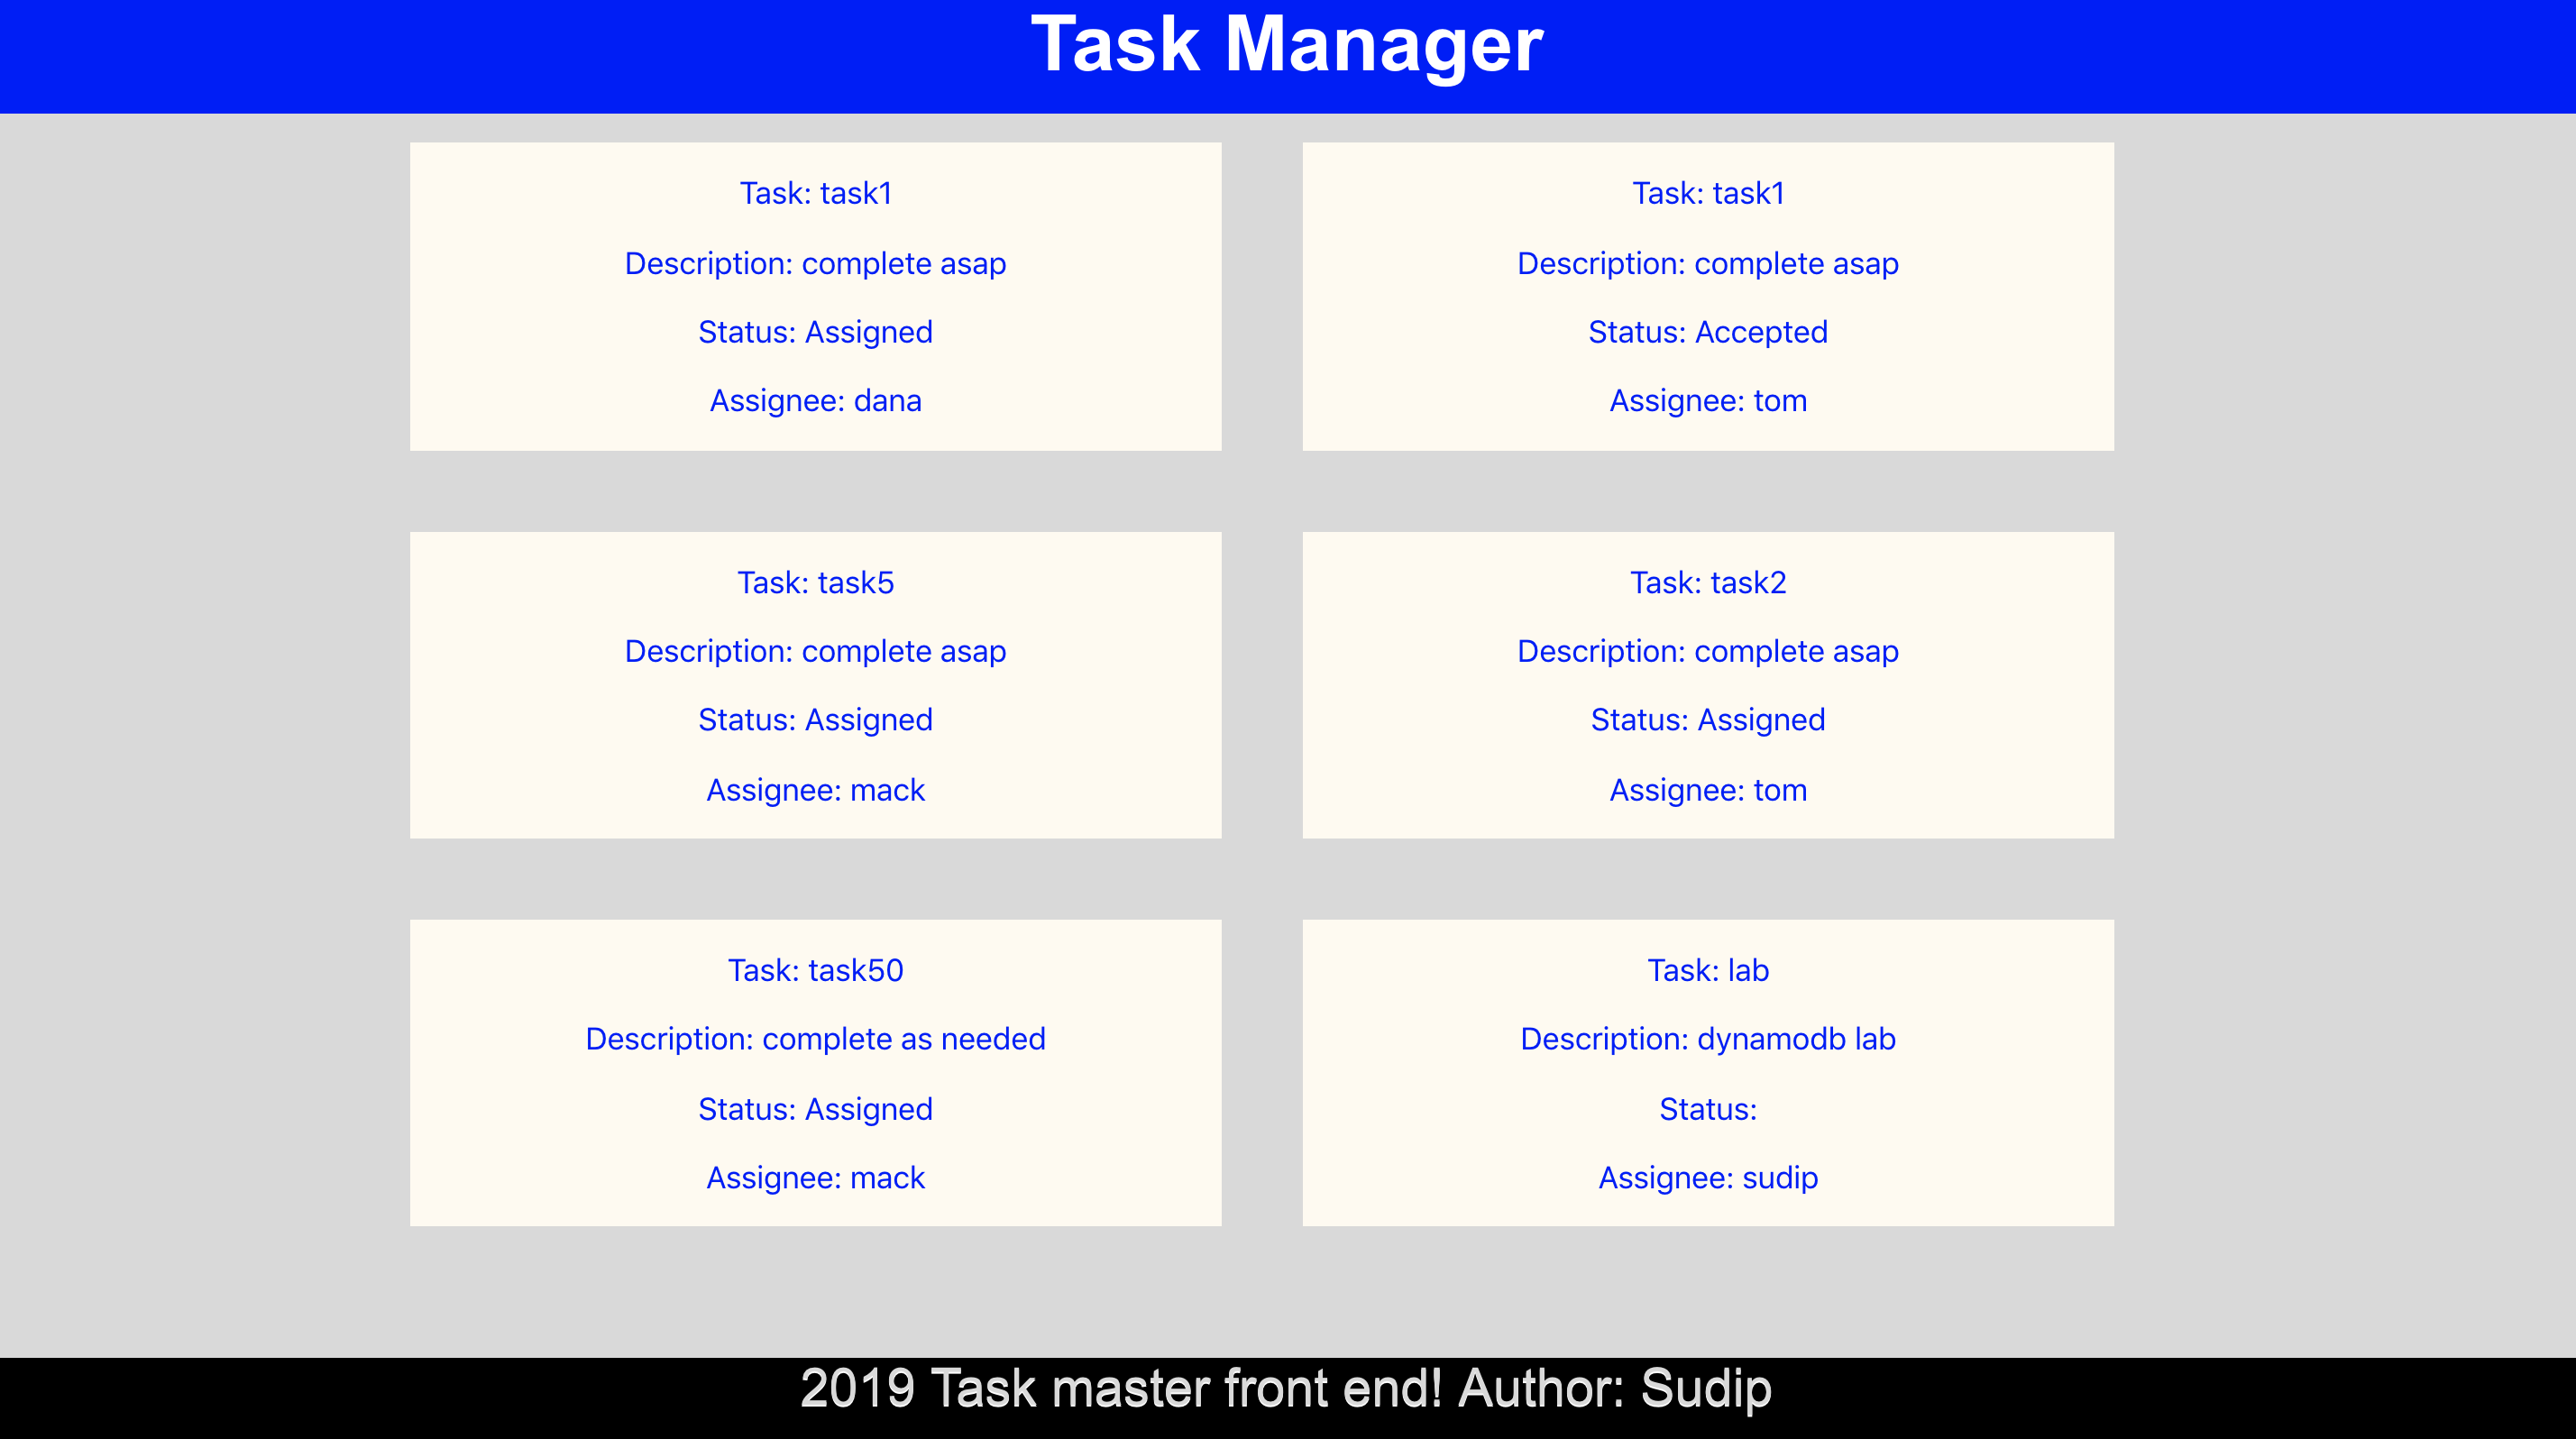 Task Manager
Task: task1
Description: complete asap
Status: Assigned
Assignee: dana
Task: task1
Description: complete asap
Status: Accepted
Assignee: tom
Task: task5
Description: complete asap
Status: Assigned
Assignee: mack
Task: task2
Description: complete asap
Status: Assigned
Assignee: tom
Task: task50
Description: complete as needed
Status: Assigned
Assignee: mack
Task: lab
Description: dynamodb lab
Status:
Assignee: sudip
2019 Task master front end! Author: Sudip